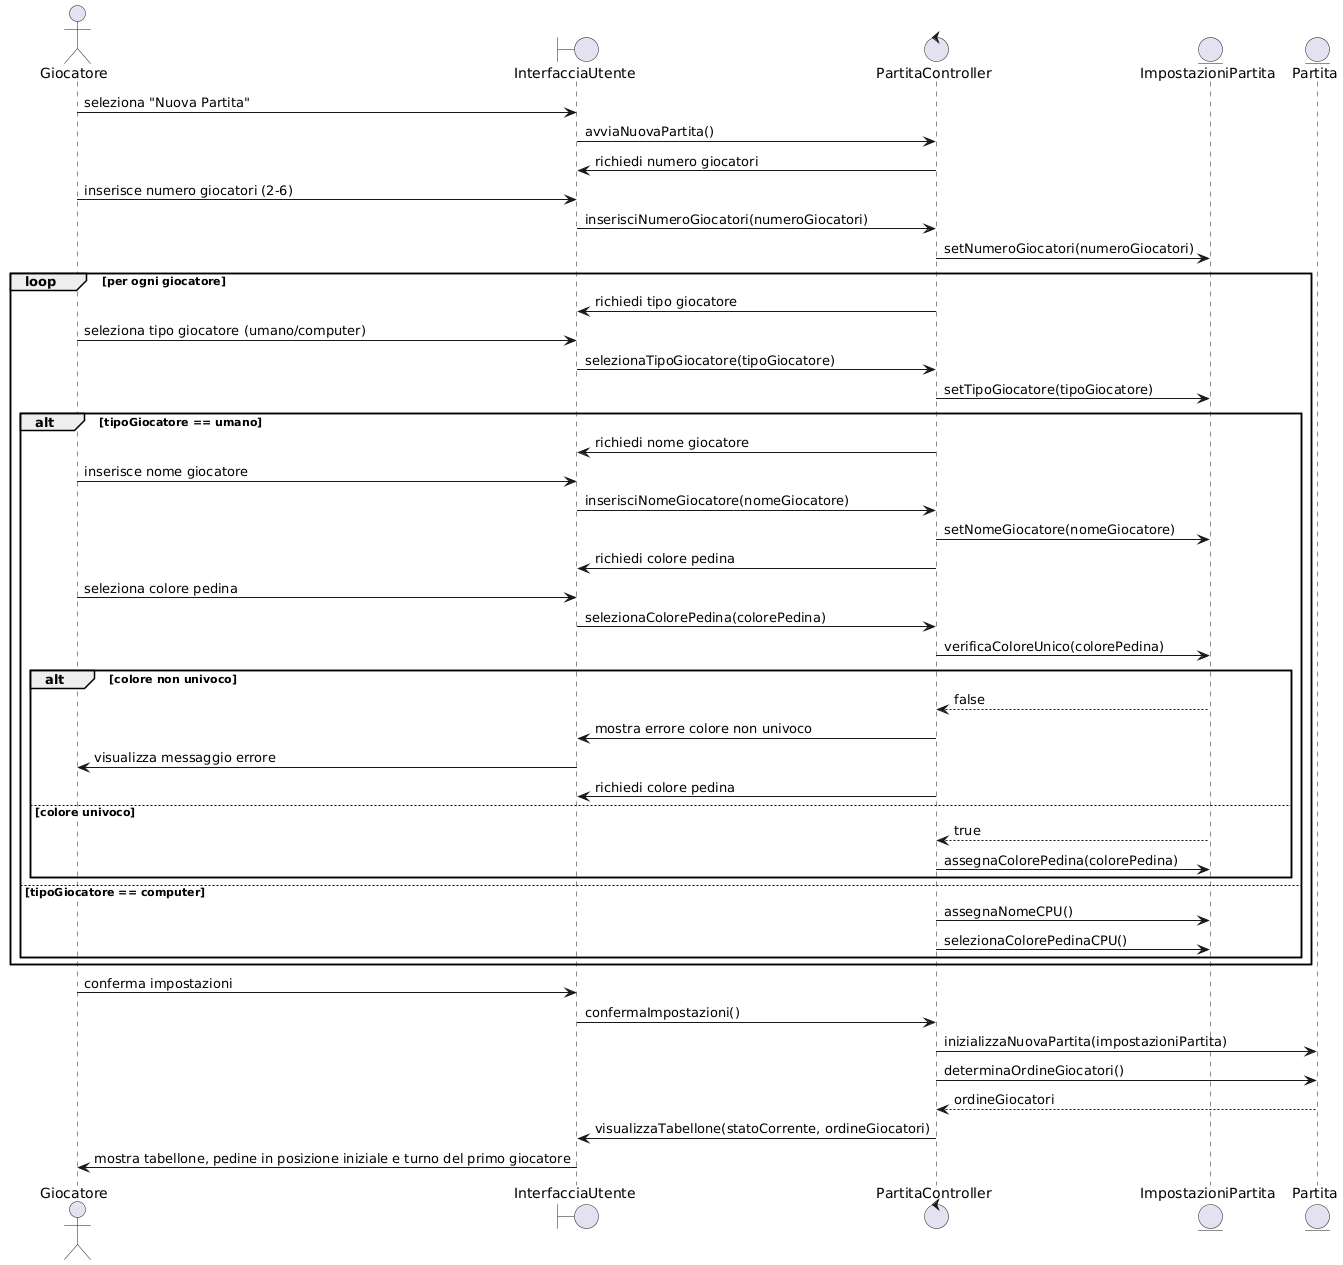 Giocatore
InterfacciaUtente
PartitaController
ImpostazioniPartita
Partita
seleziona "Nuova Partita"
avviaNuovaPartita()
richiedi numero giocatori
inserisce numero giocatori (2-6)
inserisciNumeroGiocatori(numeroGiocatori)
setNumeroGiocatori(numeroGiocatori)
loop [per ogni giocatore]
richiedi tipo giocatore
seleziona tipo giocatore (umano/computer)
selezionaTipoGiocatore(tipoGiocatore)
setTipoGiocatore(tipoGiocatore)
alt [tipoGiocatore == umano]
richiedi nome giocatore
inserisce nome giocatore
inserisciNomeGiocatore(nomeGiocatore)
setNomeGiocatore(nomeGiocatore)
richiedi colore pedina
seleziona colore pedina
selezionaColorePedina(colorePedina)
verificaColoreUnico(colorePedina)
alt [colore non univoco]
false
mostra errore colore non univoco
visualizza messaggio errore
richiedi colore pedina
[colore univoco]
true
assegnaColorePedina(colorePedina)
[tipoGiocatore == computer]
assegnaNomeCPU()
selezionaColorePedinaCPU()
conferma impostazioni
confermaImpostazioni()
inizializzaNuovaPartita(impostazioniPartita)
determinaOrdineGiocatori()
ordineGiocatori
visualizzaTabellone(statoCorrente, ordineGiocatori)
mostra tabellone, pedine in posizione iniziale e turno del primo giocatore
Giocatore
InterfacciaUtente
PartitaController
ImpostazioniPartita
Partita